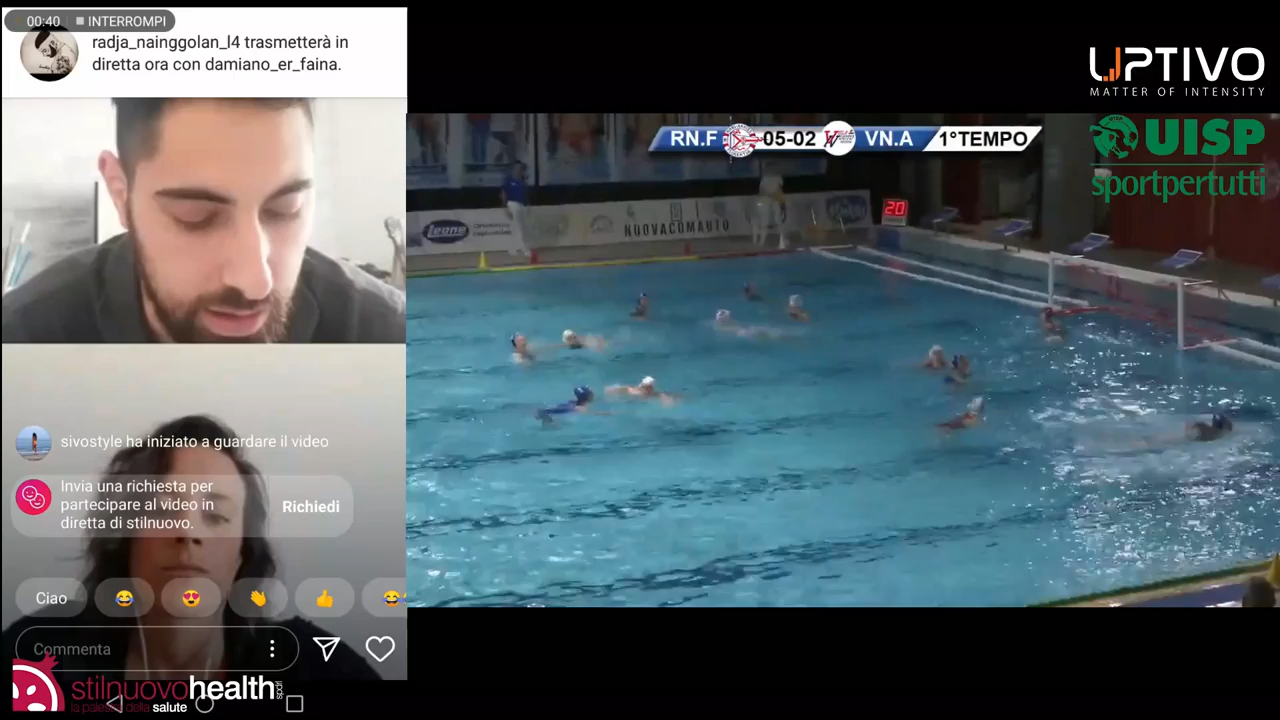 00:40 INTERROMPI
radja_nainggolan_l4 trasmetterà in
diretta ora con damiano_er_faina.
sivostyle ha iniziato a guardare il video
Invia una richiesta per
partecipare al video in
diretta di stilnuovo.
Richiedi
Ciao
Commenta
stilnuovohealth
la palestra della salute
RN.F 05-02 VN.A 1°TEMPO
leone
NUOVACOMAUTO
20
UPTIVO
MATTER OF INTENSITY
UISP
sportpertutti